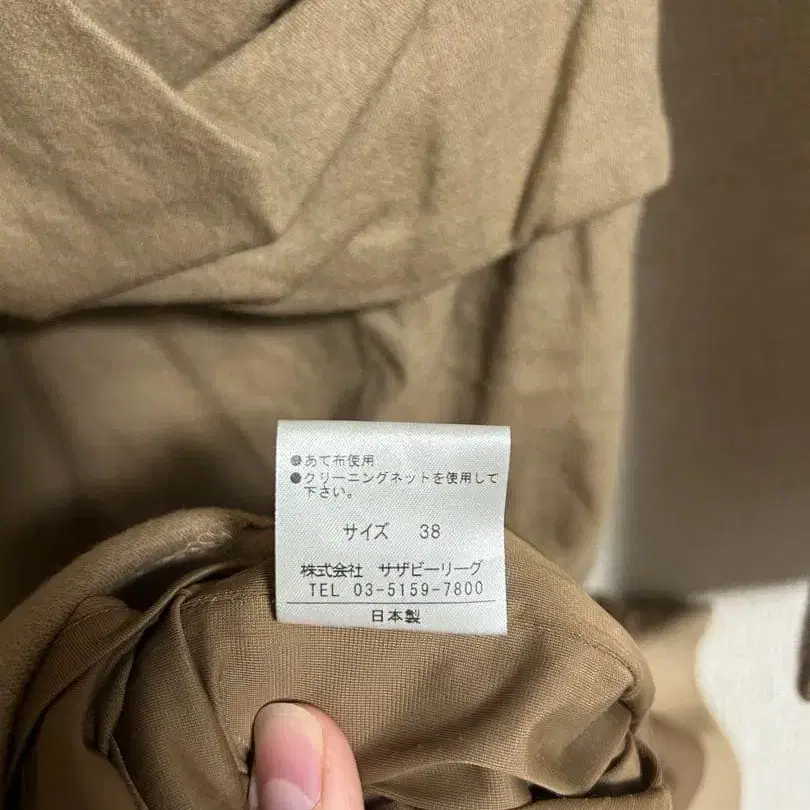 ●あて布使用
●クリーニングネットを使用して
下さい。
サイズ 38
株式会社 サザビーリーグ
TEL 03-5159-7800
日本製